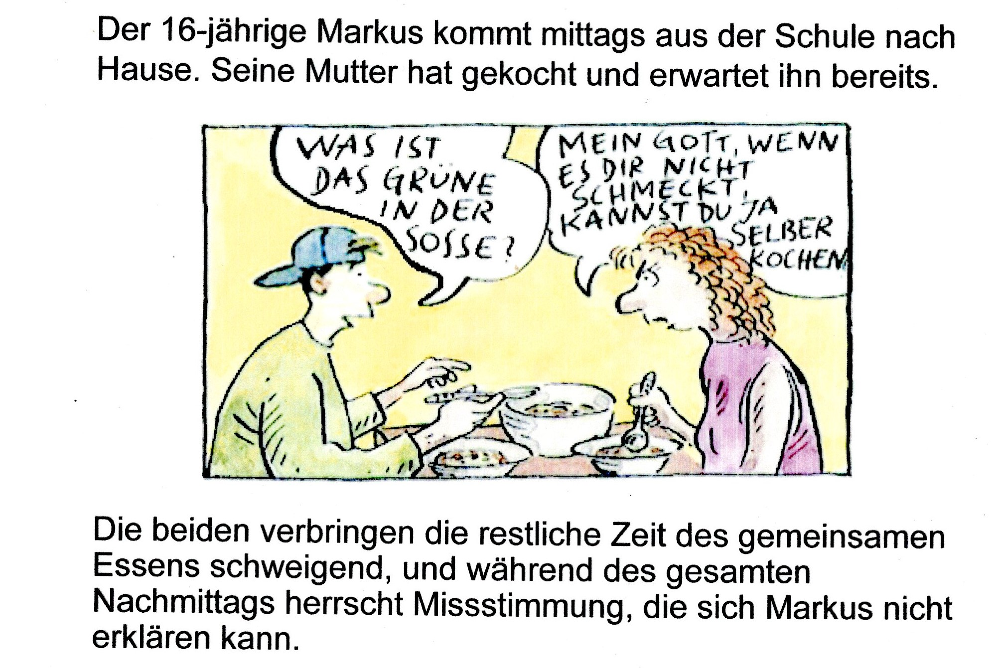 Der 16-jährige Markus kommt mittags aus der Schule nach
Hause. Seine Mutter hat gekocht und erwartet ihn bereits.
WAS IST
DAS GRÜNE
IN DER
SOSSE?
MEIN GOTT, WENN
ES DIR NICHT
SCHMECKT,
KANNST DU JA
SELBER
KOCHEN
Die beiden verbringen die restliche Zeit des gemeinsamen
Essens schweigend, und während des gesamten
Nachmittags herrscht Missstimmung, die sich Markus nicht
erklären kann.